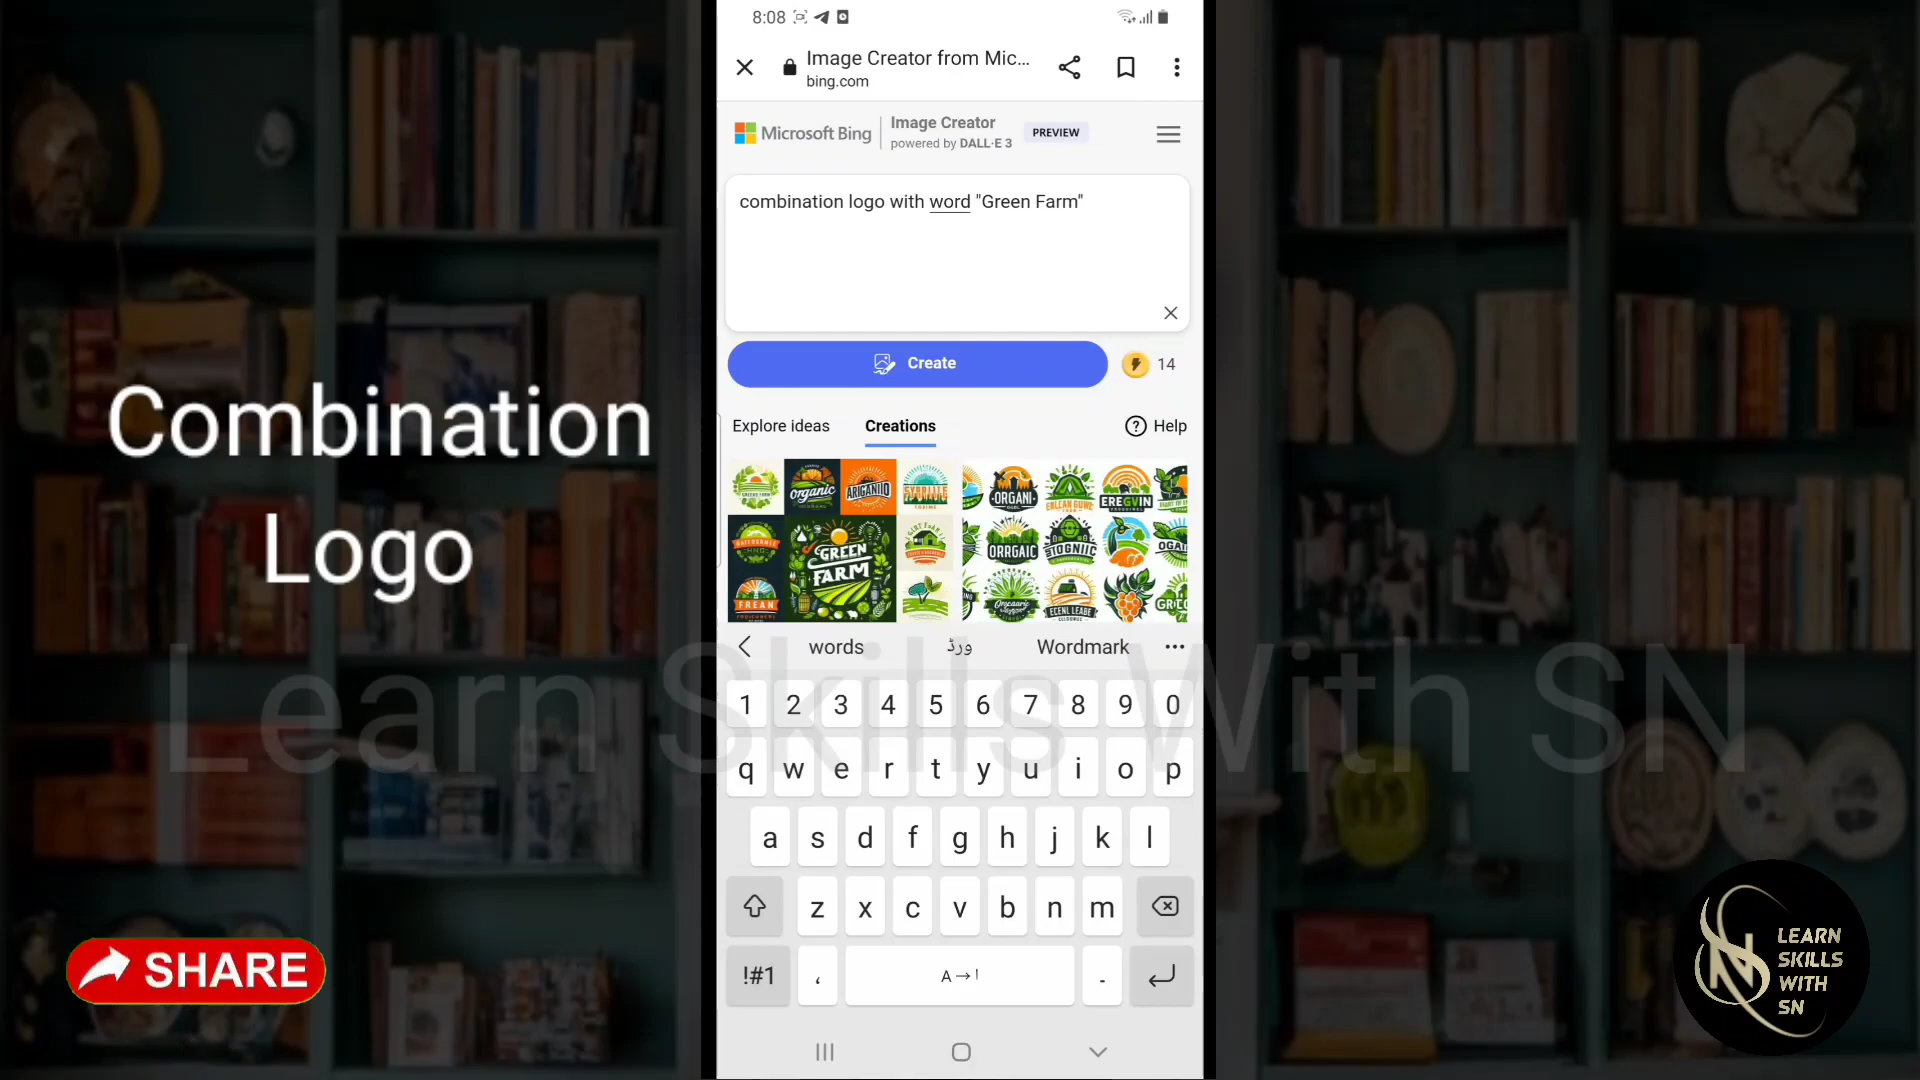 8:08
Image Creator from Mic...
bing.com
Microsoft Bing
Image Creator
powered by DALL·E 3
PREVIEW
combination logo with word "Green Farm"
Create
14
Explore ideas
Creations
Help
organic
ORGANI
EREGVIN
ORRGAIC
GREEN
FARM
FREAN
words
ورڈ
Wordmark
1 2 3 4 5 6 7 8 9 0
q w e r t y u i o p
a s d f g h j k l
z x c v b n m
!#1
،
A→ا
-
Combination
Logo
Learn Skills With SN
SHARE
LEARN
SKILLS
WITH
SN